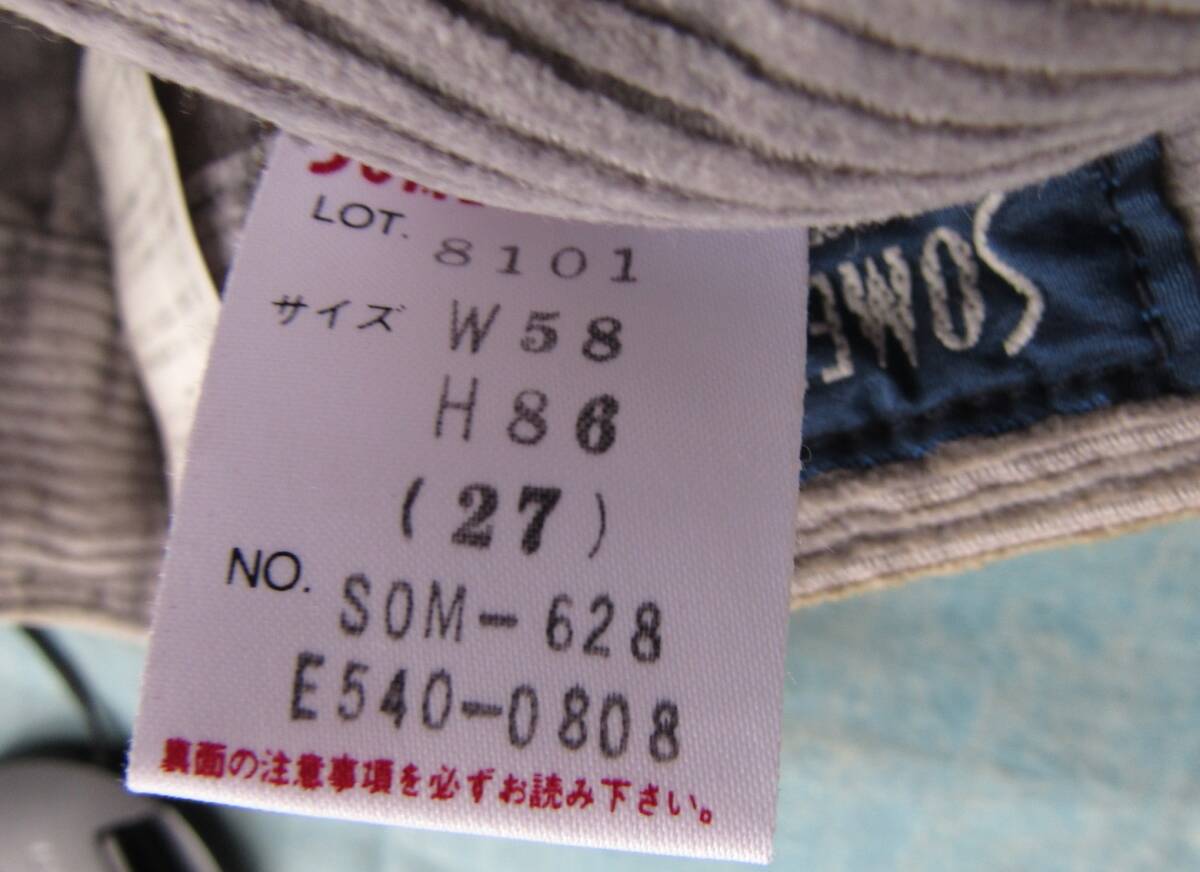 LOT. 8101
サイズ W58
H86
(27)
NO. SOM-628
E540-0808
裏面の注意事項を必ずお読み下さい。
SOME